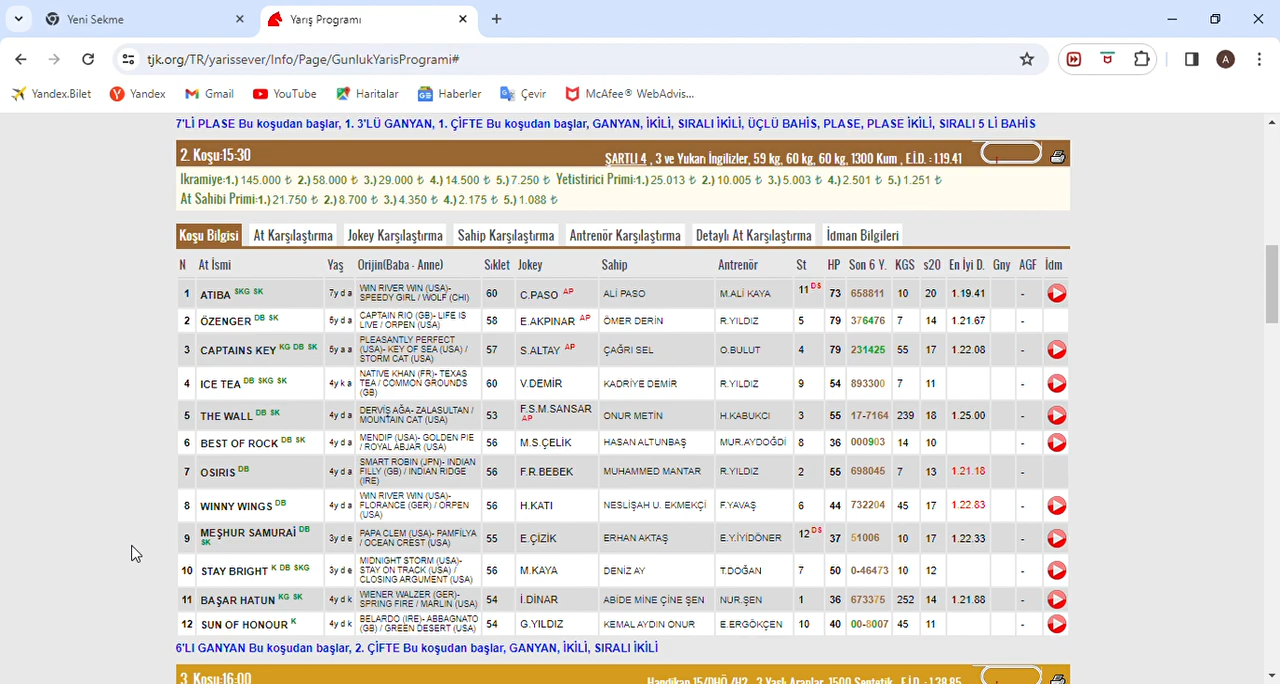 Yeni Sekme
Yarış Programı
tjk.org/TR/yarissever/Info/Page/GunlukYarisProgrami#
A
Yandex.Bilet Yandex Gmail YouTube Haritalar Haberler Çevir McAfee® WebAdvis...
7'Lİ PLASE Bu koşudan başlar, 1. 3'LÜ GANYAN, 1. ÇİFTE Bu koşudan başlar, GANYAN, İKİLİ, SIRALI İKİLİ, ÜÇLÜ BAHİS, PLASE, PLASE İKİLİ, SIRALI 5 Lİ BAHİS
2. Koşu:15:30 ŞARTLI 4 , 3 ve Yukarı İngilizler, 59 kg, 60 kg, 60 kg, 1300 Kum , E.İ.D. : 1.19.41
Ikramiye:1.) 145.000 ₺ 2.) 58.000 ₺ 3.) 29.000 ₺ 4.) 14.500 ₺ 5.) 7.250 ₺ Yetistirici Primi:1.) 25.013 ₺ 2.) 10.005 ₺ 3.) 5.003 ₺ 4.) 2.501 ₺ 5.) 1.251 ₺
At Sahibi Primi:1.) 21.750 ₺ 2.) 8.700 ₺ 3.) 4.350 ₺ 4.) 2.175 ₺ 5.) 1.088 ₺
Koşu Bilgisi At Karşılaştırma Jokey Karşılaştırma Sahip Karşılaştırma Antrenör Karşılaştırma Detaylı At Karşılaştırma İdman Bilgileri
N At İsmi Yaş Orijin(Baba - Anne) Sıklet Jokey Sahip Antrenör St HP Son 6 Y. KGS s20 En İyi D. Gny AGF İdm
1 ATIBA SKG SK 7y d a WIN RIVER WIN (USA)- SPEEDY GIRL / WOLF (CHI) 60 C.PASO AP ALİ PASO M.ALİ KAYA 11 DS 73 658811 10 20 1.19.41 -
2 ÖZENGER DB SK 5y d a CAPTAIN RIO (GB)- LIFE IS LIVE / ORPEN (USA) 58 E.AKPINAR AP ÖMER DERİN R.YILDIZ 5 79 376476 7 14 1.21.67 -
3 CAPTAINS KEY KG DB SK 5y a a PLEASANTLY PERFECT (USA)- KEY OF SEA (USA) / STORM CAT (USA) 57 S.ALTAY AP ÇAĞRI SEL O.BULUT 4 79 231425 55 17 1.22.08 -
4 ICE TEA DB SKG SK 4y k a NATIVE KHAN (FR)- TEXAS TEA / COMMON GROUNDS (GB) 60 V.DEMİR KADRİYE DEMİR R.YILDIZ 9 54 893300 7 11 -
5 THE WALL DB SK 4y d a DERVİŞ AĞA- ZALASULTAN / MOUNTAIN CAT (USA) 53 F.S.M.SANSAR AP ONUR METİN H.KABUKCI 3 55 17-7164 239 18 1.25.00 -
6 BEST OF ROCK DB SK 4y d a MENDIP (USA)- GOLDEN PIE / ROYAL ABJAR (USA) 56 M.S.ÇELİK HASAN ALTUNBAŞ MUR.AYDOĞDİ 8 36 000903 14 10 -
7 OSIRIS DB 4y d a SMART ROBIN (JPN)- INDIAN FILLY (GB) / INDIAN RIDGE (IRE) 56 F.R.BEBEK MUHAMMED MANTAR R.YILDIZ 2 55 698045 7 13 1.21.18 -
8 WINNY WINGS DB 4y d a WIN RIVER WIN (USA)- FLORANCE (GER) / ORPEN (USA) 56 H.KATI NESLİŞAH U. EKMEKÇİ F.YAVAŞ 6 44 732204 45 17 1.22.83 -
9 MEŞHUR SAMURAİ DB SK 3y d e PAPA CLEM (USA)- PAMFİLYA / OCEAN CREST (USA) 55 E.ÇİZİK ERHAN AKTAŞ E.Y.İYİDÖNER 12 DS 37 51006 10 17 1.22.33 -
10 STAY BRIGHT K DB SKG 3y d e MIDNIGHT STORM (USA)- STAY ON TRACK (USA) / CLOSING ARGUMENT (USA) 56 M.KAYA DENİZ AY T.DOĞAN 7 50 0-46473 10 12 -
11 BAŞAR HATUN KG SK 4y d k WIENER WALZER (GER)- SPRING FIRE / MARLIN (USA) 54 İ.DİNAR ABİDE MİNE ÇİNE ŞEN NUR.ŞEN 1 36 673375 252 14 1.21.88 -
12 SUN OF HONOUR K 4y d k BELARDO (IRE)- ABBAGNATO (GB) / GREEN DESERT (USA) 54 G.YILDIZ KEMAL AYDIN ONUR E.ERGÖKÇEN 10 40 00-8007 45 11 -
6'LI GANYAN Bu koşudan başlar, 2. ÇİFTE Bu koşudan başlar, GANYAN, İKİLİ, SIRALI İKİLİ
3. Koşu:16:00 Handikap 15/DHÖ /H2 , 3 Yaşlı Araplar, 1500 Sentetik , E.İ.D. : 1.38.85